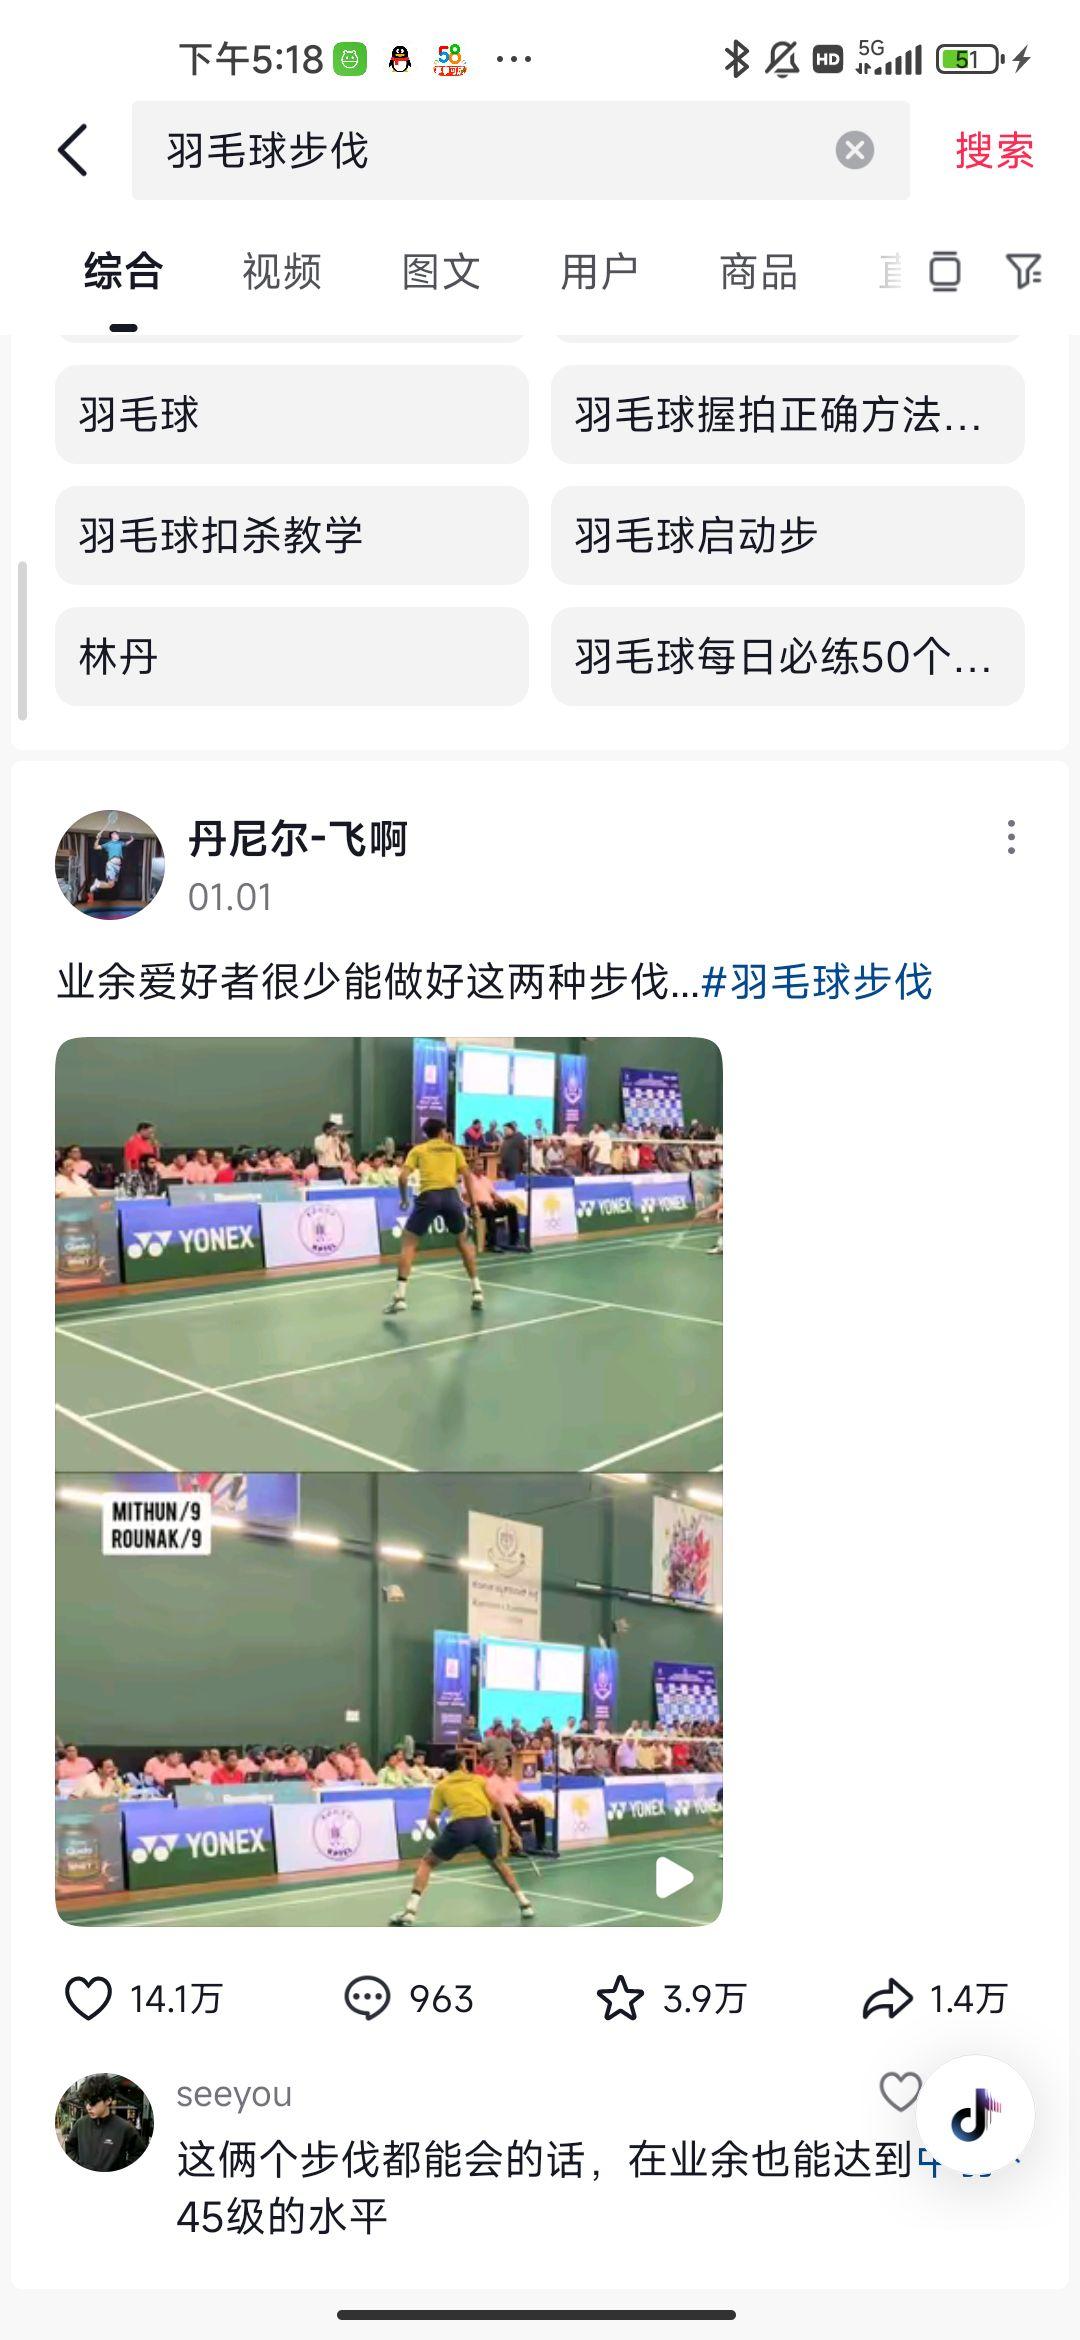 下午5:18
58
HD
5G
51
羽毛球步伐
搜索
综合
视频
图文
用户
商品
羽毛球
羽毛球握拍正确方法...
羽毛球扣杀教学
羽毛球启动步
林丹
羽毛球每日必练50个...
丹尼尔-飞啊
01.01
业余爱好者很少能做好这两种步伐...#羽毛球步伐
YONEX
YONEX
YONEX
MITHUN/9
ROUNAK/9
YONEX
YONEX
14.1万
963
3.9万
1.4万
seeyou
这俩个步伐都能会的话，在业余也能达到
45级的水平